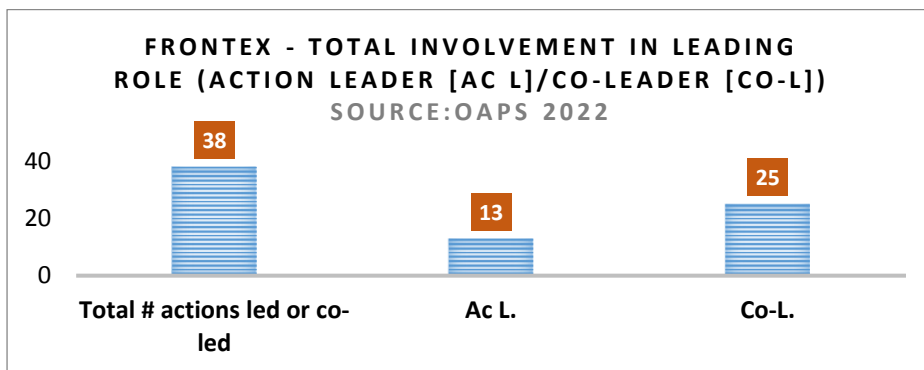 FRONTEX - TOTAL INVOLVEMENT IN LEADING
ROLE (ACTION LEADER [AC L]/CO-LEADER [CO-L])
SOURCE:OAPS 2022
38
40
25
13
20
0
Total # actions led or co-
led
Ac L.
Co-L.